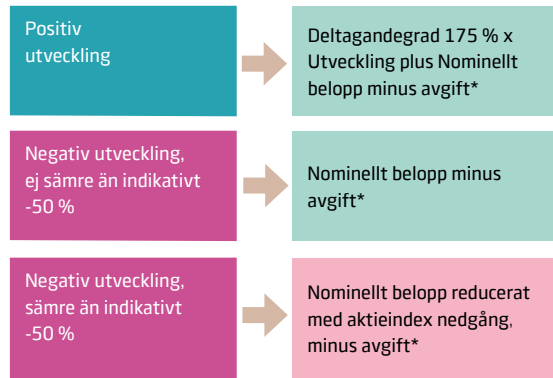 Positiv
utveckling
Deltagandegrad 175 % x
Utveckling plus Nominellt
belopp minus avgift*
Negativ utveckling,
ej sämre än indikativt
-50 %
Nominellt belopp minus
avgift*
Negativ utveckling,
sämre än indikativt
-50 %
Nominellt belopp reducerat
med aktieindex nedgång,
minus avgift*